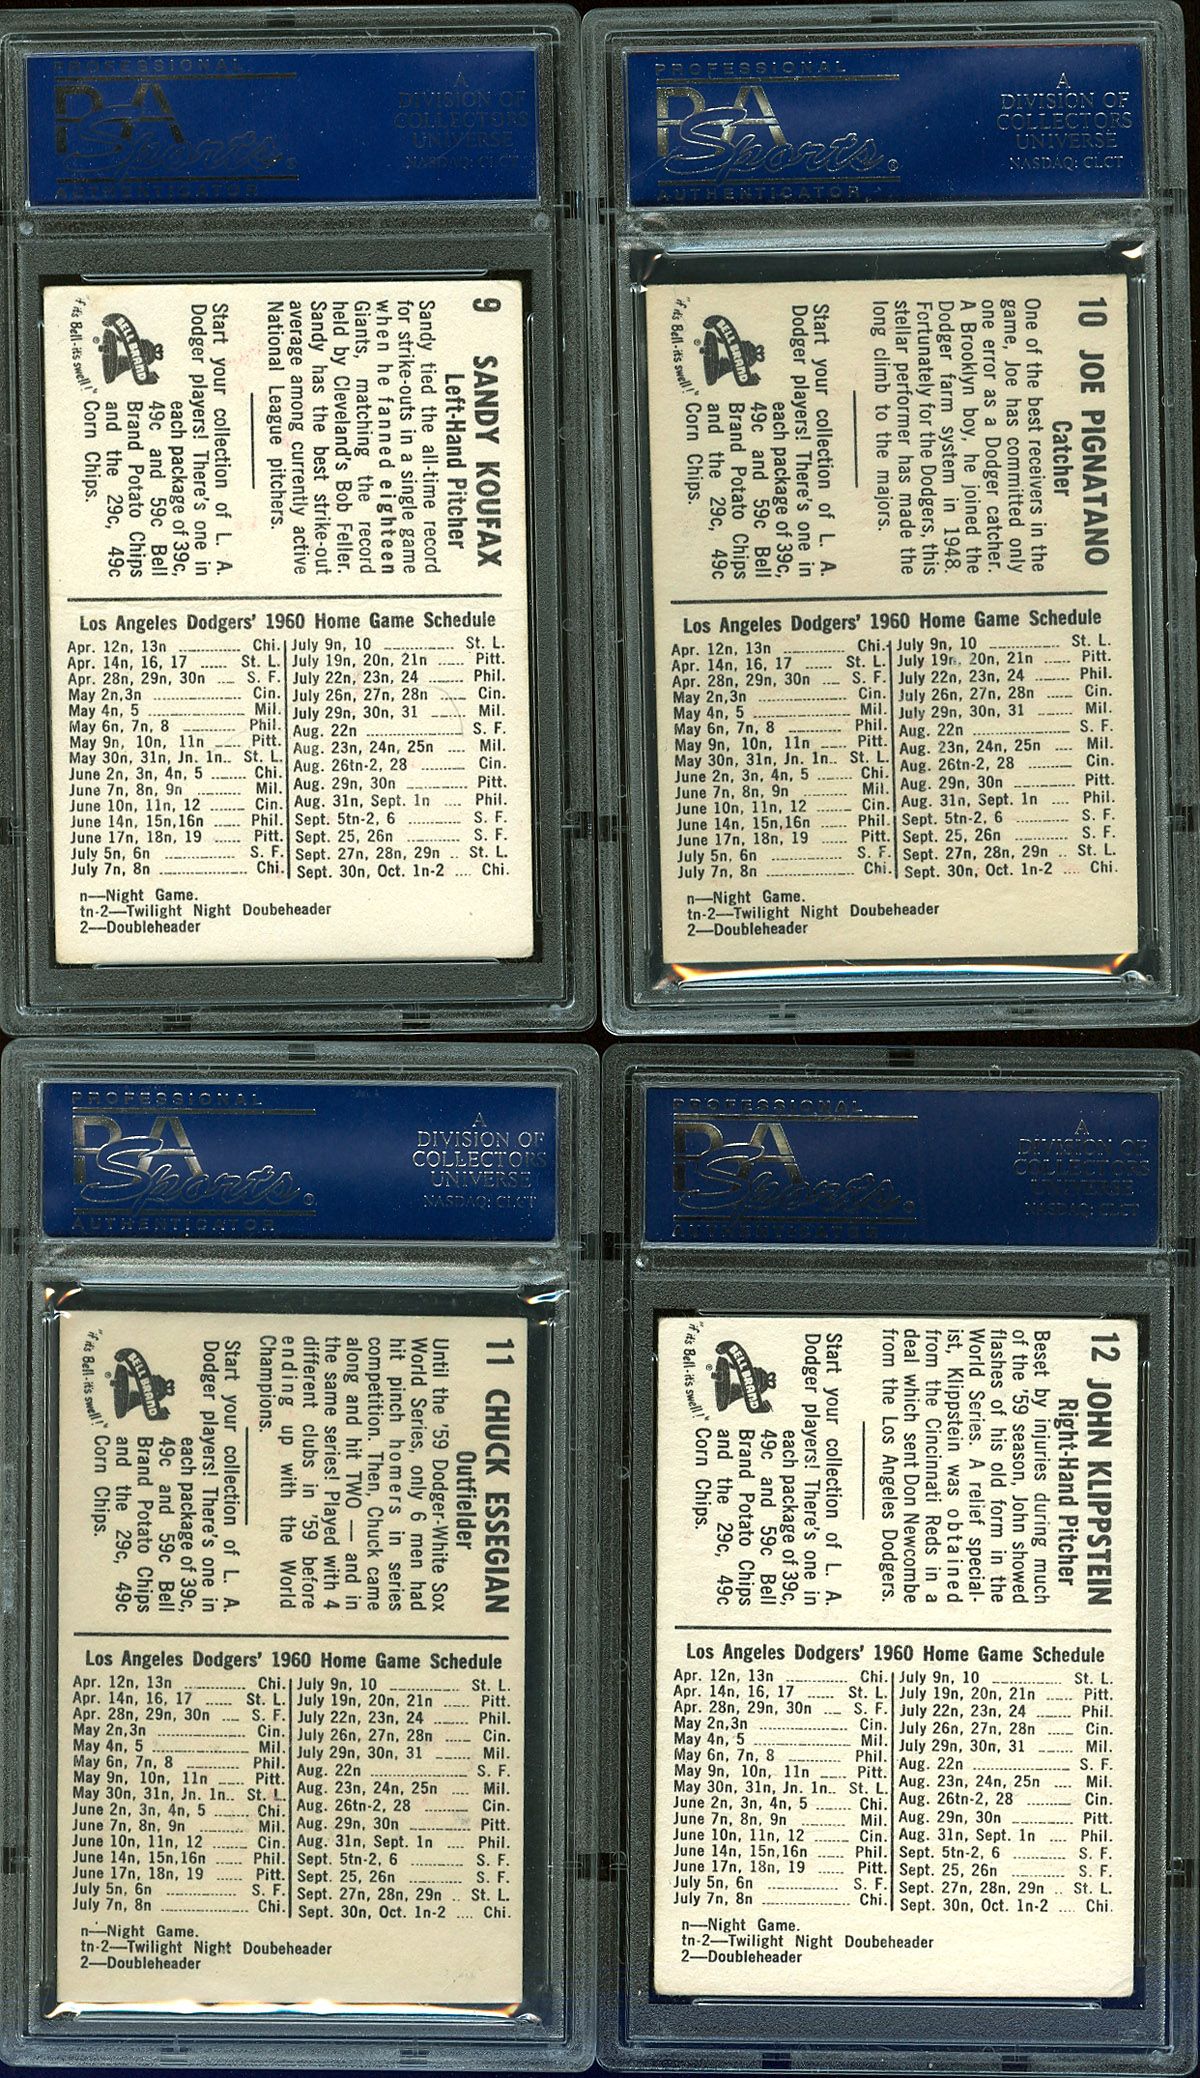 PROFESSIONAL
PSA
Sports®
AUTHENTICATOR
A
DIVISION OF
COLLECTORS
UNIVERSE
NASDAQ: CLCT
9 SANDY KOUFAX
Left-Hand Pitcher
Sandy tied the all-time record
for strike-outs in a single game
when he fanned eighteen
Giants, matching the record
held by Cleveland's Bob Feller.
Sandy has the best strike-out
average among currently active
National League pitchers.
Start your collection of L. A.
Dodger players! There's one in
each package of 39c,
49c and 59c Bell
Brand Potato Chips
and the 29c, 49c
Corn Chips.
BELL BRAND
®
"if it's Bell - it's swell!"
Los Angeles Dodgers' 1960 Home Game Schedule
Apr. 12n, 13n Chi.
Apr. 14n, 16, 17 St. L.
Apr. 28n, 29n, 30n S. F.
May 2n,3n Cin.
May 4n, 5 Mil.
May 6n, 7n, 8 Phil.
May 9n, 10n, 11n Pitt.
May 30n, 31n, Jn. 1n St. L.
June 2n, 3n, 4n, 5 Chi.
June 7n, 8n, 9n Mil.
June 10n, 11n, 12 Cin.
June 14n, 15n,16n Phil.
June 17n, 18n, 19 Pitt.
July 5n, 6n S. F.
July 7n, 8n Chi.
July 9n, 10 St. L.
July 19n, 20n, 21n Pitt.
July 22n, 23n, 24 Phil.
July 26n, 27n, 28n Cin.
July 29n, 30n, 31 Mil.
Aug. 22n S. F.
Aug. 23n, 24n, 25n Mil.
Aug. 26tn-2, 28 Cin.
Aug. 29n, 30n Pitt.
Aug. 31n, Sept. 1n Phil.
Sept. 5tn-2, 6 S. F.
Sept. 25, 26n S. F.
Sept. 27n, 28n, 29n St. L.
Sept. 30n, Oct. 1n-2 Chi.
n—Night Game.
tn-2—Twilight Night Doubeheader
2—Doubleheader
PROFESSIONAL
PSA
Sports®
AUTHENTICATOR
A
DIVISION OF
COLLECTORS
UNIVERSE
NASDAQ: CLCT
10 JOE PIGNATANO
Catcher
One of the best receivers in the
game, Joe has committed only
one error as a Dodger catcher.
A Brooklyn boy, he joined the
Dodger farm system in 1948.
Fortunately for the Dodgers, this
stellar performer has made the
long climb to the majors.
Start your collection of L. A.
Dodger players! There's one in
each package of 39c,
49c and 59c Bell
Brand Potato Chips
and the 29c, 49c
Corn Chips.
BELL BRAND
®
"if it's Bell - it's swell!"
Los Angeles Dodgers' 1960 Home Game Schedule
Apr. 12n, 13n Chi.
Apr. 14n, 16, 17 St. L.
Apr. 28n, 29n, 30n S. F.
May 2n,3n Cin.
May 4n, 5 Mil.
May 6n, 7n, 8 Phil.
May 9n, 10n, 11n Pitt.
May 30n, 31n, Jn. 1n St. L.
June 2n, 3n, 4n, 5 Chi.
June 7n, 8n, 9n Mil.
June 10n, 11n, 12 Cin.
June 14n, 15n,16n Phil.
June 17n, 18n, 19 Pitt.
July 5n, 6n S. F.
July 7n, 8n Chi.
July 9n, 10 St. L.
July 19n, 20n, 21n Pitt.
July 22n, 23n, 24 Phil.
July 26n, 27n, 28n Cin.
July 29n, 30n, 31 Mil.
Aug. 22n S. F.
Aug. 23n, 24n, 25n Mil.
Aug. 26tn-2, 28 Cin.
Aug. 29n, 30n Pitt.
Aug. 31n, Sept. 1n Phil.
Sept. 5tn-2, 6 S. F.
Sept. 25, 26n S. F.
Sept. 27n, 28n, 29n St. L.
Sept. 30n, Oct. 1n-2 Chi.
n—Night Game.
tn-2—Twilight Night Doubeheader
2—Doubleheader
PROFESSIONAL
PSA
Sports®
AUTHENTICATOR
A
DIVISION OF
COLLECTORS
UNIVERSE
NASDAQ: CLCT
11 CHUCK ESSEGIAN
Outfielder
Until the '59 Dodger-White Sox
World Series, only 6 men had
hit pinch homers in series
competition. Then, Chuck came
along and hit TWO — and in
the same series! Played with 4
different clubs in '59 before
ending up with the World
Champions.
Start your collection of L. A.
Dodger players! There's one in
each package of 39c,
49c and 59c Bell
Brand Potato Chips
and the 29c, 49c
Corn Chips.
BELL BRAND
®
"if it's Bell - it's swell!"
Los Angeles Dodgers' 1960 Home Game Schedule
Apr. 12n, 13n Chi.
Apr. 14n, 16, 17 St. L.
Apr. 28n, 29n, 30n S. F.
May 2n,3n Cin.
May 4n, 5 Mil.
May 6n, 7n, 8 Phil.
May 9n, 10n, 11n Pitt.
May 30n, 31n, Jn. 1n St. L.
June 2n, 3n, 4n, 5 Chi.
June 7n, 8n, 9n Mil.
June 10n, 11n, 12 Cin.
June 14n, 15n,16n Phil.
June 17n, 18n, 19 Pitt.
July 5n, 6n S. F.
July 7n, 8n Chi.
July 9n, 10 St. L.
July 19n, 20n, 21n Pitt.
July 22n, 23n, 24 Phil.
July 26n, 27n, 28n Cin.
July 29n, 30n, 31 Mil.
Aug. 22n S. F.
Aug. 23n, 24n, 25n Mil.
Aug. 26tn-2, 28 Cin.
Aug. 29n, 30n Pitt.
Aug. 31n, Sept. 1n Phil.
Sept. 5tn-2, 6 S. F.
Sept. 25, 26n S. F.
Sept. 27n, 28n, 29n St. L.
Sept. 30n, Oct. 1n-2 Chi.
n—Night Game.
tn-2—Twilight Night Doubeheader
2—Doubleheader
PROFESSIONAL
PSA
Sports®
AUTHENTICATOR
A
DIVISION OF
COLLECTORS
UNIVERSE
NASDAQ: CLCT
12 JOHN KLIPPSTEIN
Right-Hand Pitcher
Beset by injuries during much
of the '59 season, John showed
flashes of his old form in the
World Series. A relief special-
ist, Klippstein was obtained
from the Cincinnati Reds in a
deal which sent Don Newcombe
from the Los Angeles Dodgers.
Start your collection of L. A.
Dodger players! There's one in
each package of 39c,
49c and 59c Bell
Brand Potato Chips
and the 29c, 49c
Corn Chips.
BELL BRAND
®
"if it's Bell - it's swell!"
Los Angeles Dodgers' 1960 Home Game Schedule
Apr. 12n, 13n Chi.
Apr. 14n, 16, 17 St. L.
Apr. 28n, 29n, 30n S. F.
May 2n,3n Cin.
May 4n, 5 Mil.
May 6n, 7n, 8 Phil.
May 9n, 10n, 11n Pitt.
May 30n, 31n, Jn. 1n St. L.
June 2n, 3n, 4n, 5 Chi.
June 7n, 8n, 9n Mil.
June 10n, 11n, 12 Cin.
June 14n, 15n,16n Phil.
June 17n, 18n, 19 Pitt.
July 5n, 6n S. F.
July 7n, 8n Chi.
July 9n, 10 St. L.
July 19n, 20n, 21n Pitt.
July 22n, 23n, 24 Phil.
July 26n, 27n, 28n Cin.
July 29n, 30n, 31 Mil.
Aug. 22n S. F.
Aug. 23n, 24n, 25n Mil.
Aug. 26tn-2, 28 Cin.
Aug. 29n, 30n Pitt.
Aug. 31n, Sept. 1n Phil.
Sept. 5tn-2, 6 S. F.
Sept. 25, 26n S. F.
Sept. 27n, 28n, 29n St. L.
Sept. 30n, Oct. 1n-2 Chi.
n—Night Game.
tn-2—Twilight Night Doubeheader
2—Doubleheader